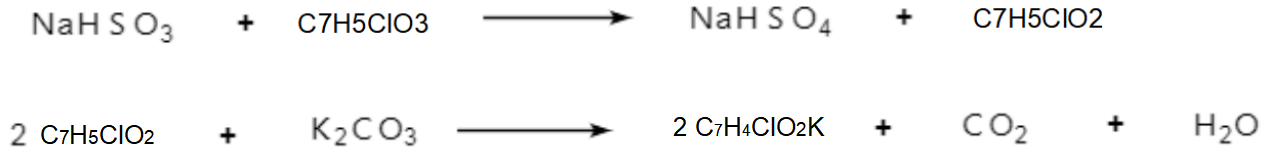 NaHSO₃ + C7H5ClO3 ⟶ NaHSO₄ + C7H5ClO2
2 C₇H₅ClO₂ + K₂CO₃ ⟶ 2 C₇H₄ClO₂K + CO₂ + H₂O